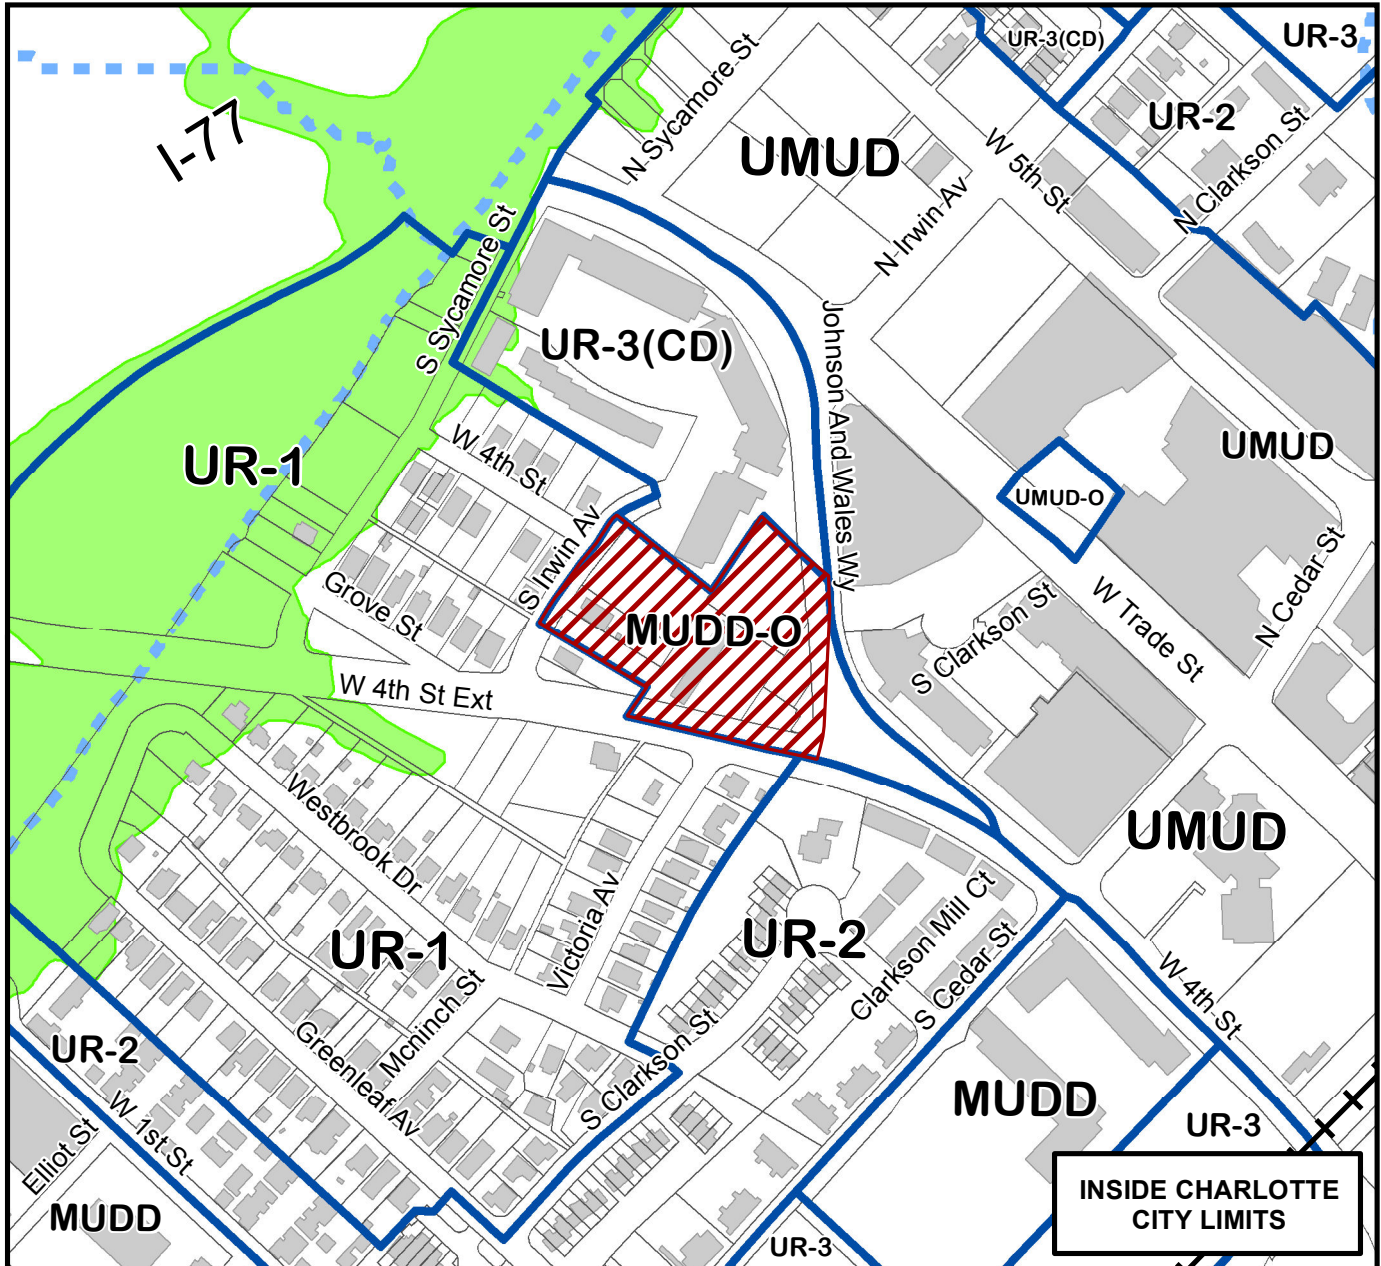 UR-3(CD)
UR-3
I-77
N Sycamore St
UMUD
UR-2
W 5th St
N Clarkson St
N Irwin Av
S Sycamore St
UR-3(CD)
Johnson And Wales Wy
UR-1
W 4th St
UMUD
UMUD-O
S Irwin Av
N Cedar St
Grove St
MUDD-O
S Clarkson St
W Trade St
W 4th St Ext
Westbrook Dr
UMUD
Victoria Av
UR-1
UR-2
Clarkson Mill Ct
S Cedar St
W 4th St
Mcninch St
UR-2
Greenleaf Av
S Clarkson St
MUDD
W 1st St
UR-3
Elliot St
MUDD
INSIDE CHARLOTTE
CITY LIMITS
UR-3